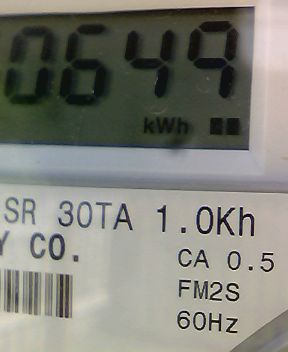 0649
kWh
SR 30TA 1.0Kh
Y CO.
CA 0.5
FM2S
60Hz